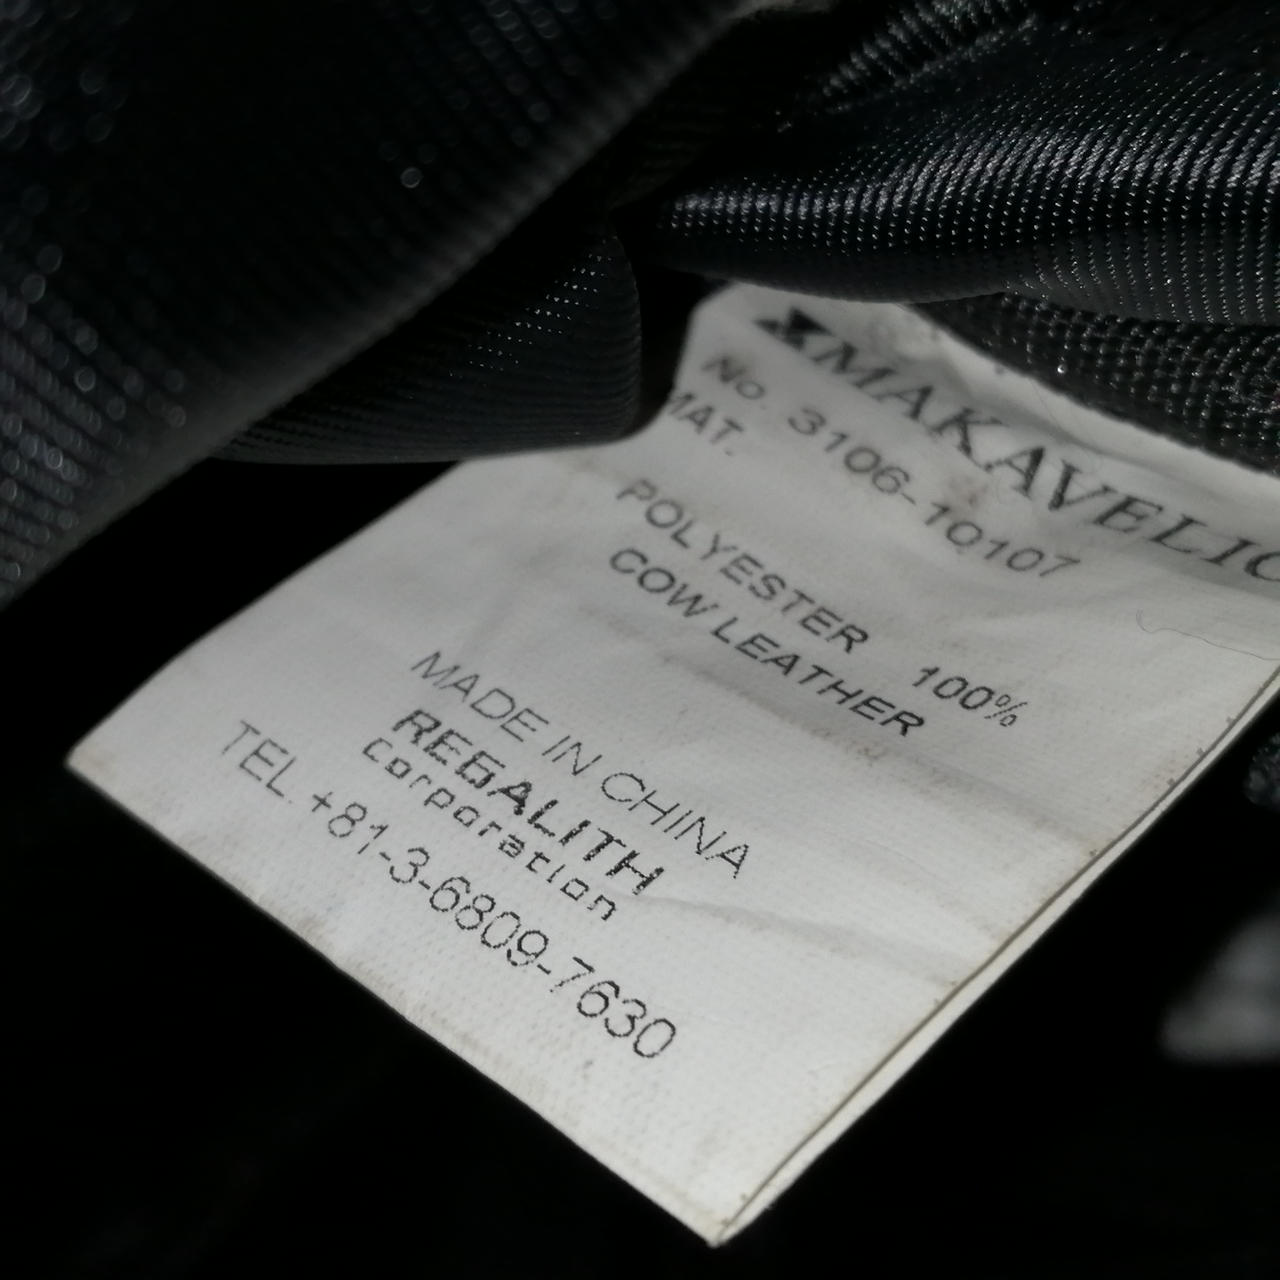 MAKAVELIC
No. 3106-10107
MAT.
POLYESTER 100%
COW LEATHER
MADE IN CHINA
REGALITH
Corporation
TEL. +81-3-6809-7630